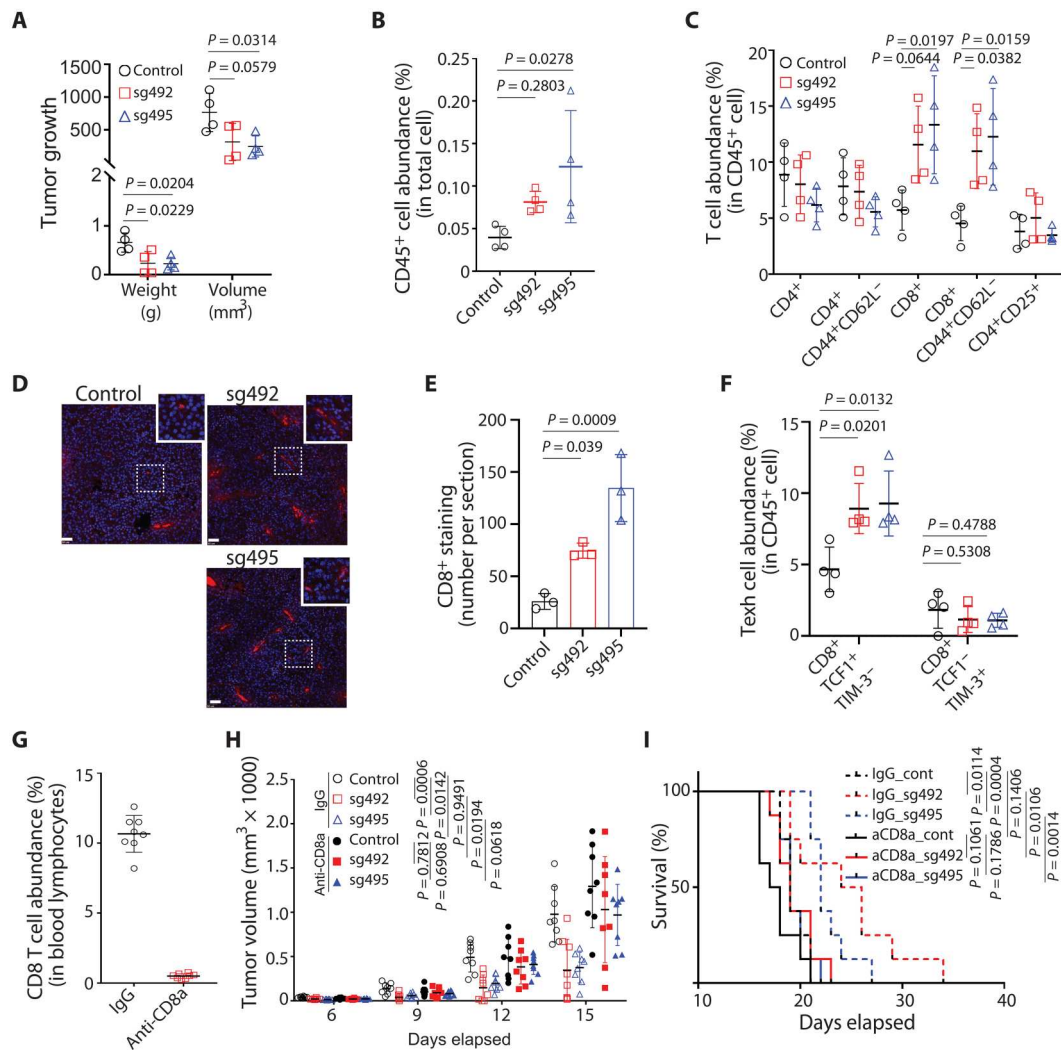 A
P = 0.0314
P = 0.0579
1500
1000
500
2
1
0
Tumor growth
Control
sg492
sg495
P = 0.0204
P = 0.0229
Weight
(g)
Volume
(mm3)
B
P = 0.0278
P = 0.2803
0.25
0.20
0.15
0.10
0.05
0.00
CD45+ cell abundance (%)
(in total cell)
Control
sg492
sg495
C
P = 0.0197
P = 0.0644
P = 0.0159
P = 0.0382
20
15
10
5
0
T cell abundance (%)
(in CD45+ cell)
Control
sg492
sg495
CD4+
CD4+
CD44+CD62L−
CD8+
CD8+
CD44+CD62L−
CD4+CD25+
D
Control
sg492
sg495
E
P = 0.0009
P = 0.039
200
150
100
50
0
CD8+ staining
(number per section)
Control
sg492
sg495
F
P = 0.0132
P = 0.0201
P = 0.4788
P = 0.5308
15
10
5
0
Texh cell abundance (%)
(in CD45+ cell)
CD8+
TCF1+
TIM-3−
CD8+
TCF1−
TIM-3+
G
15
10
5
0
CD8 T cell abundance (%)
(in blood lymphocytes)
IgG
Anti-CD8a
H
2.5
2.0
1.5
1.0
0.5
0.0
Tumor volume (mm3 × 1000)
IgG
Anti-CD8a
Control
sg492
sg495
Control
sg492
sg495
P = 0.7812
P = 0.0006
P = 0.6908
P = 0.0142
P = 0.9491
P = 0.0194
P = 0.0618
6
9
12
15
Days elapsed
I
100
50
Survival (%)
IgG_cont
IgG_sg492
IgG_sg495
aCD8a_cont
aCD8a_sg492
aCD8a_sg495
P = 0.1061
P = 0.0114
P = 0.1786
P = 0.0004
P = 0.1406
P = 0.0106
P = 0.0014
10
20
30
40
Days elapsed